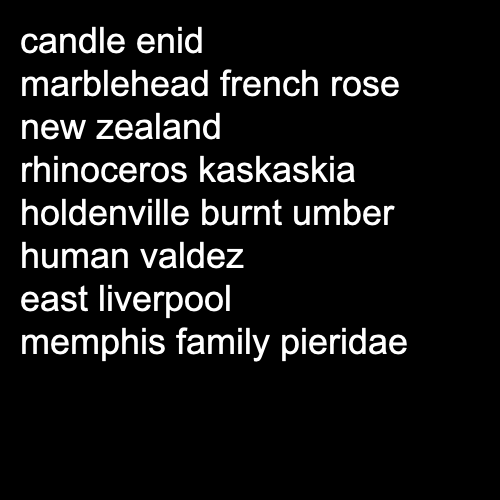 candle enid
marblehead french rose
new zealand
rhinoceros kaskaskia
holdenville burnt umber
human valdez
east liverpool
memphis family pieridae